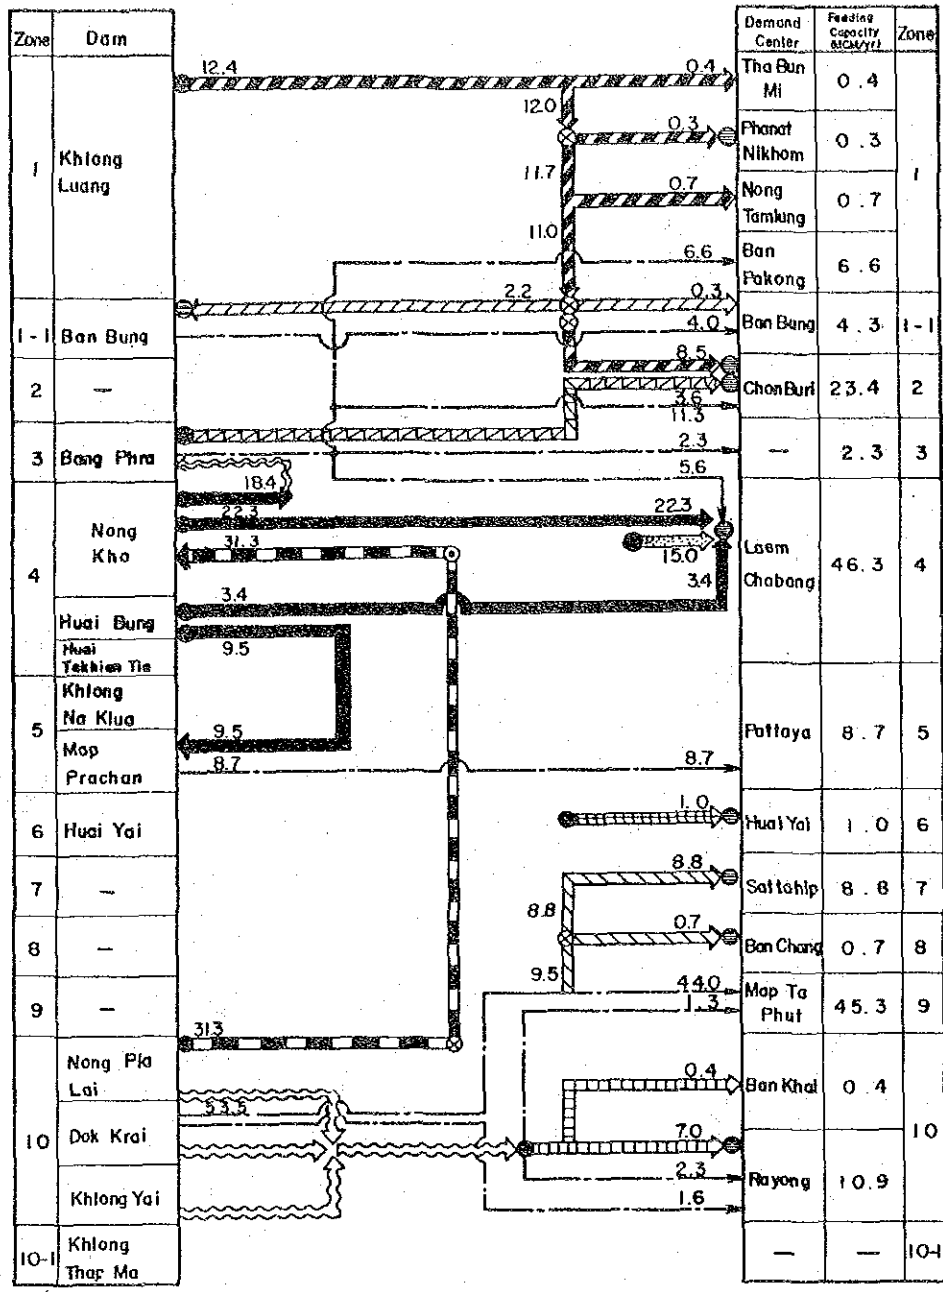 Zone
Dam
Demand
Center
Feeding
Capacity
(MCM/yr)
Zone
1
Khlong
Luang
12.4
0.4
Tha Bun
Mi
0.4
1
12.0
0.3
Phanat
Nikhom
0.3
11.7
0.7
Nong
Tamlung
0.7
11.0
6.6
Ban
Pakong
6.6
1-1
Ban Bung
2.2
0.3
4.0
Ban Bung
4.3
1-1
2
—
8.5
3.6
11.3
Chon Buri
23.4
2
3
Bang Phra
2.3
—
2.3
3
5.6
4
Nong
Kho
18.4
22.3
22.3
31.3
15.0
3.4
3.4
Laem
Chabang
46.3
4
Huai Bung
9.5
Huai
Takhian Tia
5
Khlong
Na Klua
9.5
Map
Prachan
8.7
8.7
Pattaya
8.7
5
6
Huai Yai
1.0
Huai Yai
1.0
6
7
—
8.8
8.8
Sattahip
8.8
7
8
—
0.7
9.5
Ban Chang
0.7
8
9
—
44.0
1.3
Map Ta
Phut
45.3
9
31.3
10
Nong Pla
Lai
53.5
0.4
Ban Khai
0.4
10
Dok Krai
7.0
2.3
Rayong
10.9
Khlong Yai
1.6
10-1
Khlong
Thap Ma
—
—
10-1